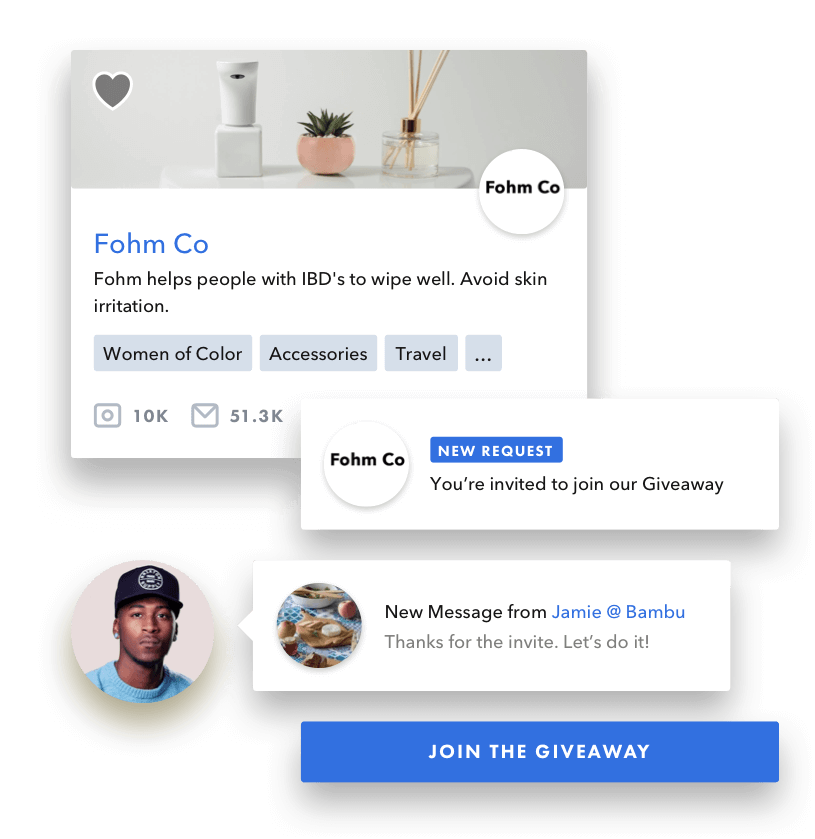 Fohm Co
Fohm Co
Fohm helps people with IBD's to wipe well. Avoid skin
irritation.
Women of Color Accessories Travel ...
10K 51.3K
Fohm Co
NEW REQUEST
You’re invited to join our Giveaway
New Message from Jamie @ Bambu
Thanks for the invite. Let’s do it!
JOIN THE GIVEAWAY